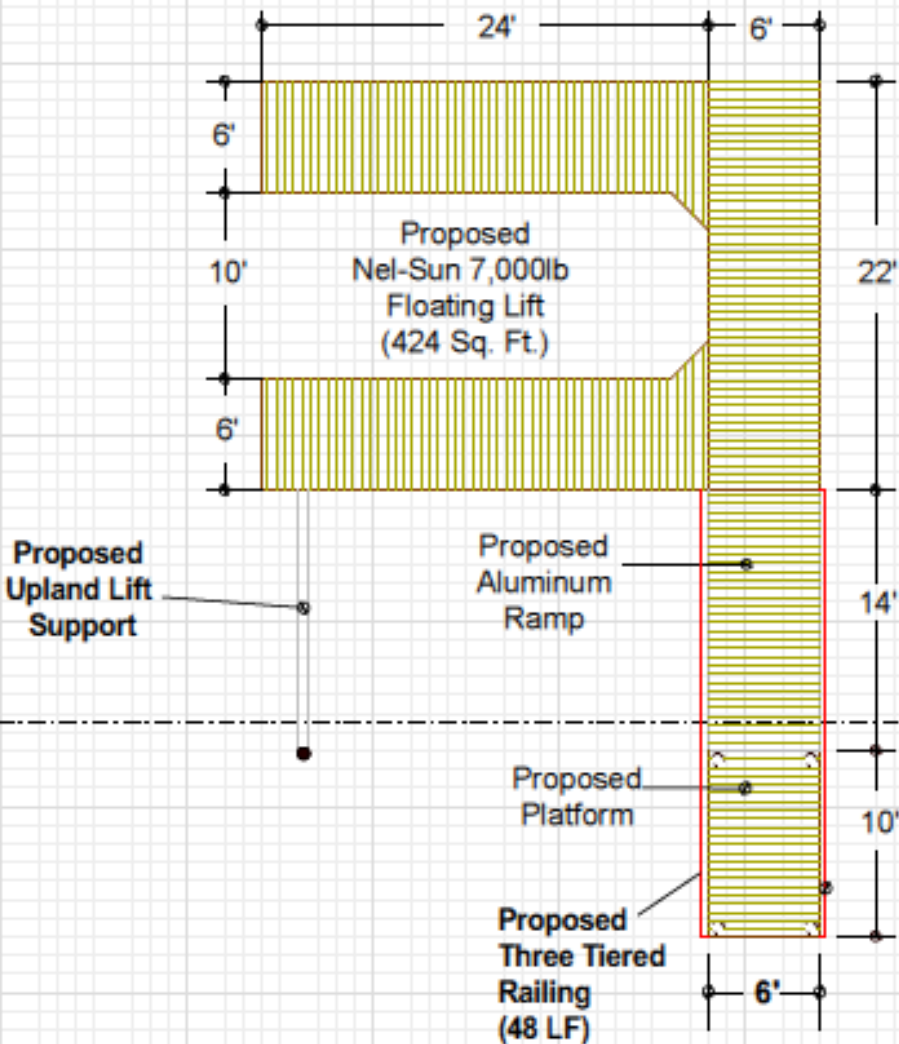 24'
6'
6'
10'
6'
22'
Proposed
Nel-Sun 7,000lb
Floating Lift
(424 Sq. Ft.)
Proposed
Upland Lift
Support
Proposed
Aluminum
Ramp
14'
Proposed
Platform
10'
Proposed
Three Tiered
Railing
(48 LF)
6'